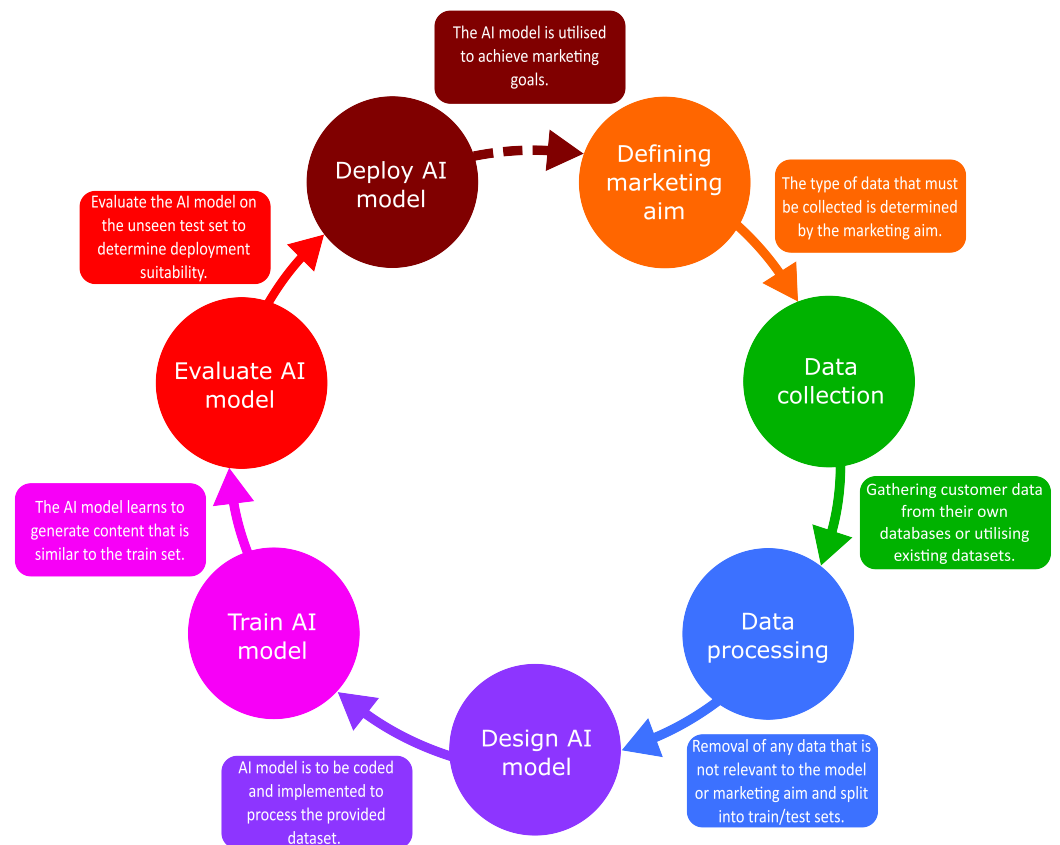 The AI model is utilised
to achieve marketing
goals.
Deploy AI
model
Defining
marketing
aim
The type of data that must
be collected is determined
by the marketing aim.
Evaluate the AI model on
the unseen test set to
determine deployment
suitability.
Evaluate AI
model
Data
collection
The AI model learns to
generate content that is
similar to the train set.
Gathering customer data
from their own
databases or utilising
existing datasets.
Train AI
model
Data
processing
Design AI
model
AI model is to be coded
and implemented to
process the provided
dataset.
Removal of any data that is
not relevant to the model
or marketing aim and split
into train/test sets.